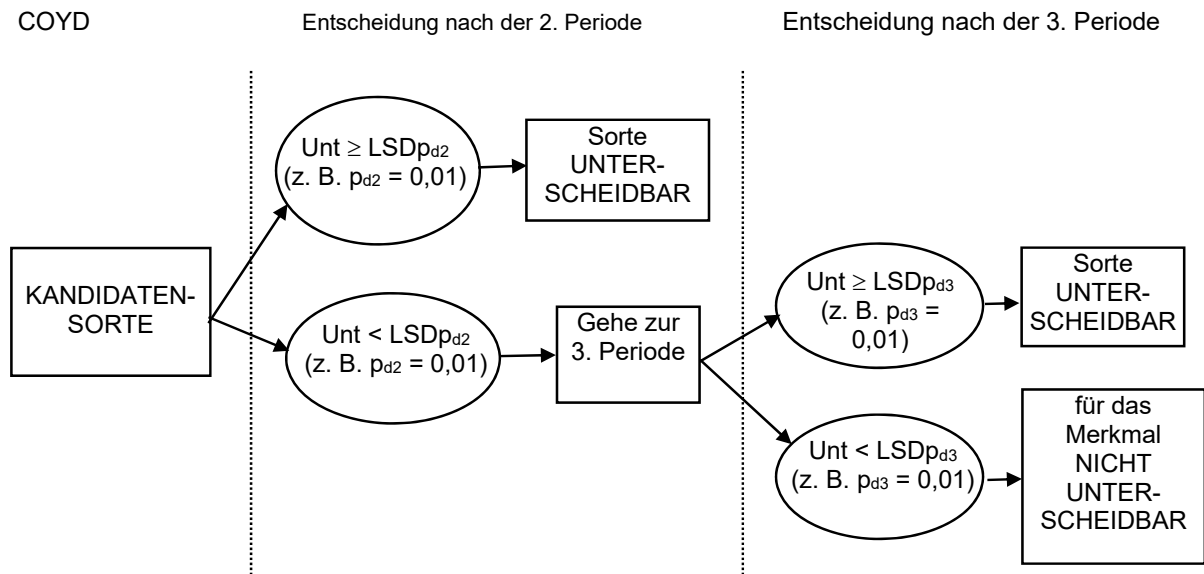 COYD
Entscheidung nach der 2. Periode
Entscheidung nach der 3. Periode
KANDIDATEN-
SORTE
Unt ≥ LSDpd2
(z. B. pd2 = 0,01)
Sorte
UNTER-
SCHEIDBAR
Unt < LSDpd2
(z. B. pd2 = 0,01)
Gehe zur
3. Periode
Unt ≥ LSDpd3
(z. B. pd3 =
0,01)
Sorte
UNTER-
SCHEIDBAR
Unt < LSDpd3
(z. B. pd3 = 0,01)
für das
Merkmal
NICHT
UNTER-
SCHEIDBAR